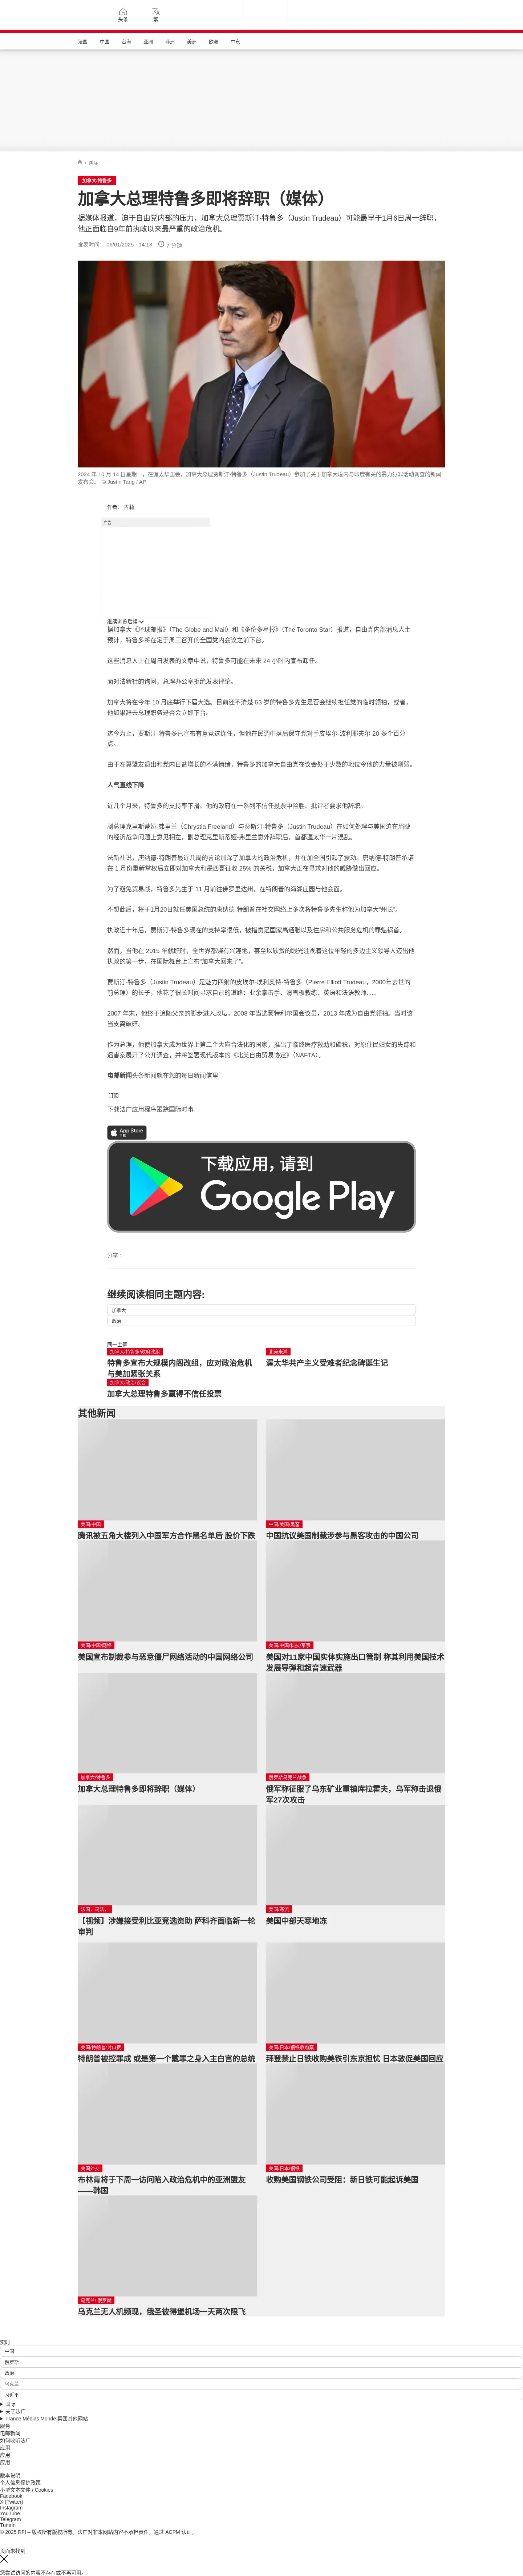 头条
繁
法国
中国
台海
亚洲
非洲
美洲
欧洲
中东
/ 国际
加拿大/特鲁多
加拿大总理特鲁多即将辞职（媒体）
据媒体报道，迫于自由党内部的压力，加拿大总理贾斯汀-特鲁多（Justin Trudeau）可能最早于1月6日周一辞职，
他正面临自9年前执政以来最严重的政治危机。
发表时间： 06/01/2025 - 14:13 7 分钟
2024 年 10 月 14 日星期一，在渥太华国会，加拿大总理贾斯汀-特鲁多（Justin Trudeau）参加了关于加拿大境内与印度有关的暴力犯罪活动调查的新闻
发布会。 © Justin Tang / AP
作者： 古莉
广告
继续浏览后续
据加拿大《环球邮报》（The Globe and Mail）和《多伦多星报》（The Toronto Star）报道，自由党内部消息人士
预计，特鲁多将在定于周三召开的全国党内会议之前下台。
这些消息人士在周日发表的文章中说，特鲁多可能在未来 24 小时内宣布卸任。
面对法新社的询问，总理办公室拒绝发表评论。
加拿大将在今年 10 月底举行下届大选。目前还不清楚 53 岁的特鲁多先生是否会继续担任党的临时领袖，或者，
他如果辞去总理职务是否会立即下台。
迄今为止，贾斯汀-特鲁多已宣布有意竞选连任，但他在民调中落后保守党对手皮埃尔-波利耶夫尔 20 多个百分
点。
由于左翼盟友退出和党内日益增长的不满情绪，特鲁多的加拿大自由党在议会处于少数的地位令他的力量被削弱。
人气直线下降
近几个月来，特鲁多的支持率下滑。他的政府在一系列不信任投票中险胜。批评者要求他辞职。
副总理克里斯蒂娅-弗里兰（Chrystia Freeland）与贾斯汀-特鲁多（Justin Trudeau）在如何处理与美国迫在眉睫
的经济战争问题上意见相左，副总理克里斯蒂娅-弗里兰意外辞职后，首都渥太华一片混乱。
法新社说，唐纳德-特朗普最近几周的言论加深了加拿大的政治危机，并在加全国引起了震动。唐纳德-特朗普承诺
在 1 月份重新掌权后立即对加拿大和墨西哥征收 25% 的关税，加拿大正在寻求对他的威胁做出回应。
为了避免贸易战，特鲁多先生于 11 月前往佛罗里达州，在特朗普的海湖庄园与他会面。
不想此后，将于1月20日就任美国总统的唐纳德-特朗普在社交网络上多次将特鲁多先生称他为加拿大“州长”。
执政近十年后，贾斯汀-特鲁多现在的支持率很低，被指责是国家高通胀以及住房和公共服务危机的罪魁祸首。
然而，当他在 2015 年就职时，全世界都饶有兴趣地，甚至以欣赏的眼光注视着这位年轻的多边主义领导人迈出他
执政的第一步，在国际舞台上宣布“加拿大回来了”。
贾斯汀-特鲁多（Justin Trudeau）是魅力四射的皮埃尔-埃利奥特-特鲁多（Pierre Elliott Trudeau，2000年去世的
前总理）的长子，他花了很长时间寻求自己的道路：业余拳击手、滑雪板教练、英语和法语教师......
2007 年末，他终于追随父亲的脚步进入政坛，2008 年当选蒙特利尔国会议员，2013 年成为自由党领袖。当时该
当支离破碎。
作为总理，他使加拿大成为世界上第二个大麻合法化的国家，推出了临终医疗救助和碳税，对原住民妇女的失踪和
遇害案展开了公开调查，并将签署现代版本的《北美自由贸易协定》（NAFTA）。
电邮新闻头条新闻就在您的每日新闻信里
订阅
下载法广应用程序跟踪国际时事
App Store
下载
下载应用，请到
Google Play
分享 :
继续阅读相同主题内容:
加拿大
政治
同一主题
加拿大/特鲁多/政府改组
特鲁多宣布大规模内阁改组，应对政治危机
与美加紧张关系
北美来鸿
渥太华共产主义受难者纪念碑诞生记
加拿大/政治/议会
加拿大总理特鲁多赢得不信任投票
其他新闻
美国/中国
腾讯被五角大楼列入中国军方合作黑名单后 股价下跌
中国/美国/黑客
中国抗议美国制裁涉参与黑客攻击的中国公司
美国/中国/网络
美国宣布制裁参与恶意僵尸网络活动的中国网络公司
美国/中国/科技/军事
美国对11家中国实体实施出口管制 称其利用美国技术
发展导弹和超音速武器
加拿大/特鲁多
加拿大总理特鲁多即将辞职（媒体）
俄罗斯乌克兰战争
俄军称征服了乌东矿业重镇库拉霍夫，乌军称击退俄
军27次攻击
法国，司法，
【视频】涉嫌接受利比亚竞选资助 萨科齐面临新一轮
审判
美国/寒流
美国中部天寒地冻
美国/特朗普/封口费
特朗普被控罪成 或是第一个戴罪之身入主白宫的总统
美国/日本/钢铁收购案
拜登禁止日铁收购美铁引东京担忧 日本敦促美国回应
美国外交
布林肯将于下周一访问陷入政治危机中的亚洲盟友
——韩国
美国/日本/钢铁
收购美国钢铁公司受阻：新日铁可能起诉美国
乌克兰/ 俄罗斯
乌克兰无人机频现，俄圣彼得堡机场一天两次限飞
实时
中国
俄罗斯
政治
乌克兰
习近平
国际
关于法广
France Médias Monde 集团其他网站
服务
电邮新闻
如何收听法广
应用
应用
应用
版本说明
个人信息保护政策
小型文本文件 / Cookies
Facebook
X (Twitter)
Instagram
YouTube
Telegram
TuneIn
© 2025 RFI – 版权所有版权所有。法广对非本网站内容不承担责任。通过 ACPM 认证。
页面未找到
您尝试访问的内容不存在或不再可用。